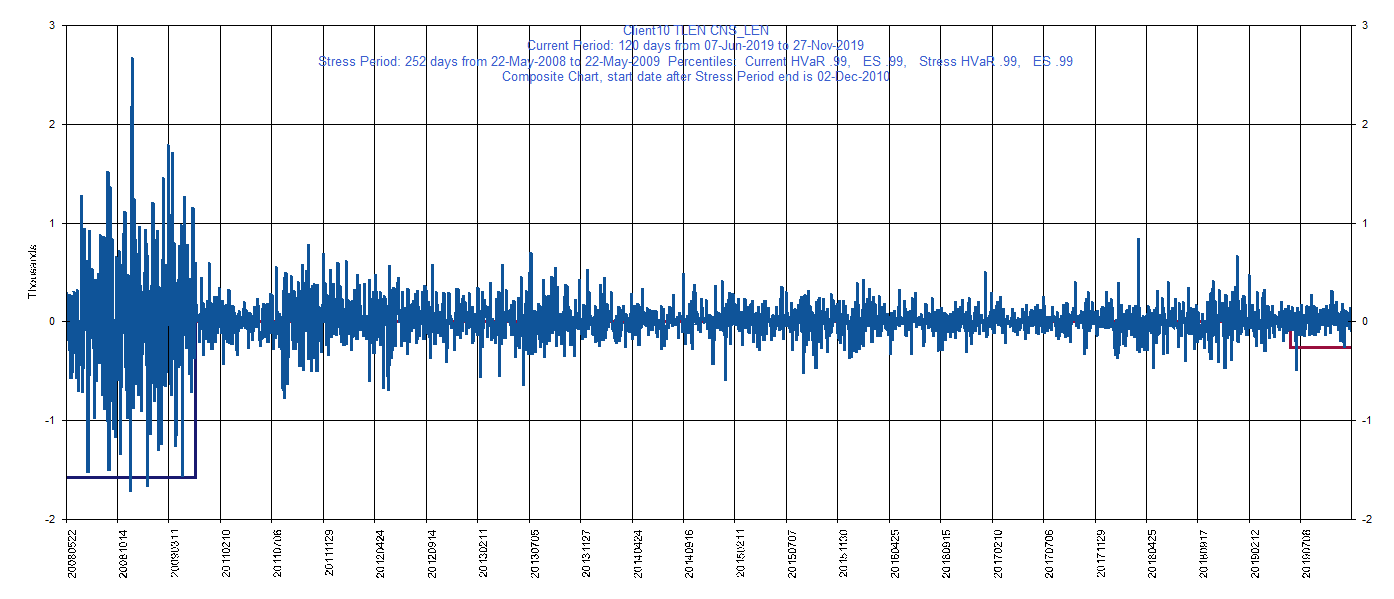 Client10 TLEN CNS_LEN
Current Period: 120 days from 07-Jun-2019 to 27-Nov-2019
Stress Period: 252 days from 22-May-2008 to 22-May-2009 Percentiles: Current HVaR .99, ES .99, Stress HVaR .99, ES .99
Composite Chart, start date after Stress Period end is 02-Dec-2010
3 3
2 2
1 1
Thousands
0 0
-1 -1
-2 -2
20080522 20081014 20090311 20110210 20110706 20111129 20120424 20120914 20130211 20130705 20131127 20140424 20140916 20150211 20150707 20151130 20160425 20160915 20170210 20170706 20171129 20180425 20180917 20190212 20190708